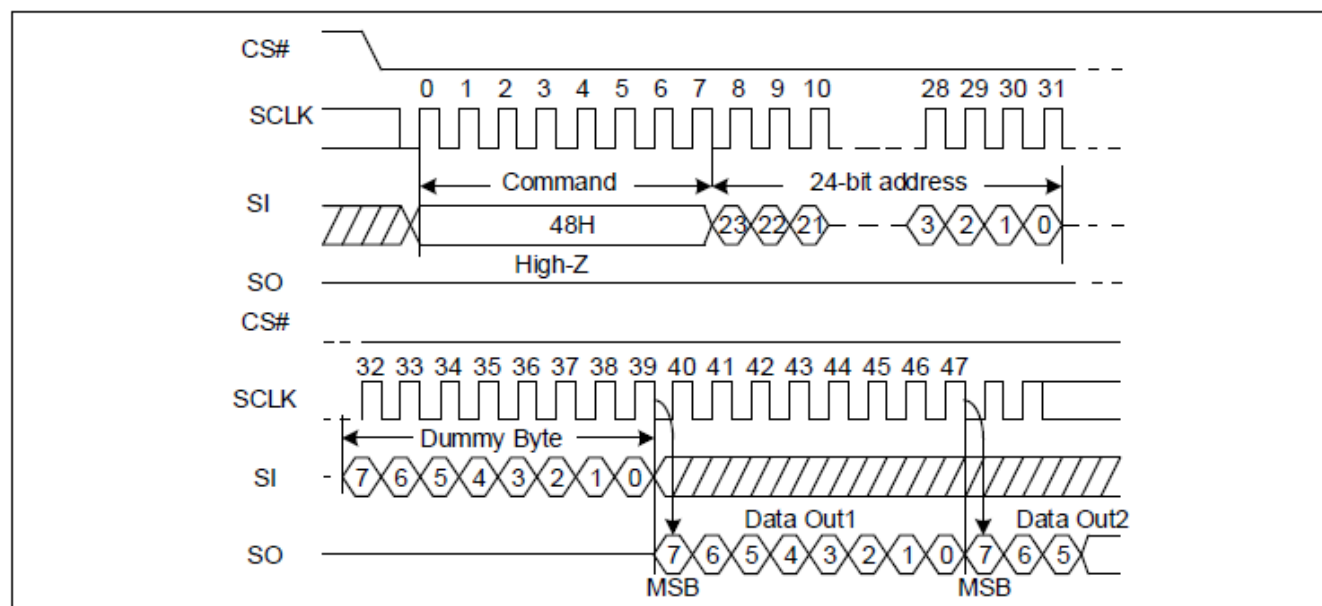 CS#
0 1 2 3 4 5 6 7 8 9 10 28 29 30 31
SCLK
Command 24-bit address
SI
48H 23 22 21 3 2 1 0
High-Z
SO
CS#
32 33 34 35 36 37 38 39 40 41 42 43 44 45 46 47
SCLK
Dummy Byte
SI 7 6 5 4 3 2 1 0
Data Out1 Data Out2
SO 7 6 5 4 3 2 1 0 7 6 5
MSB MSB